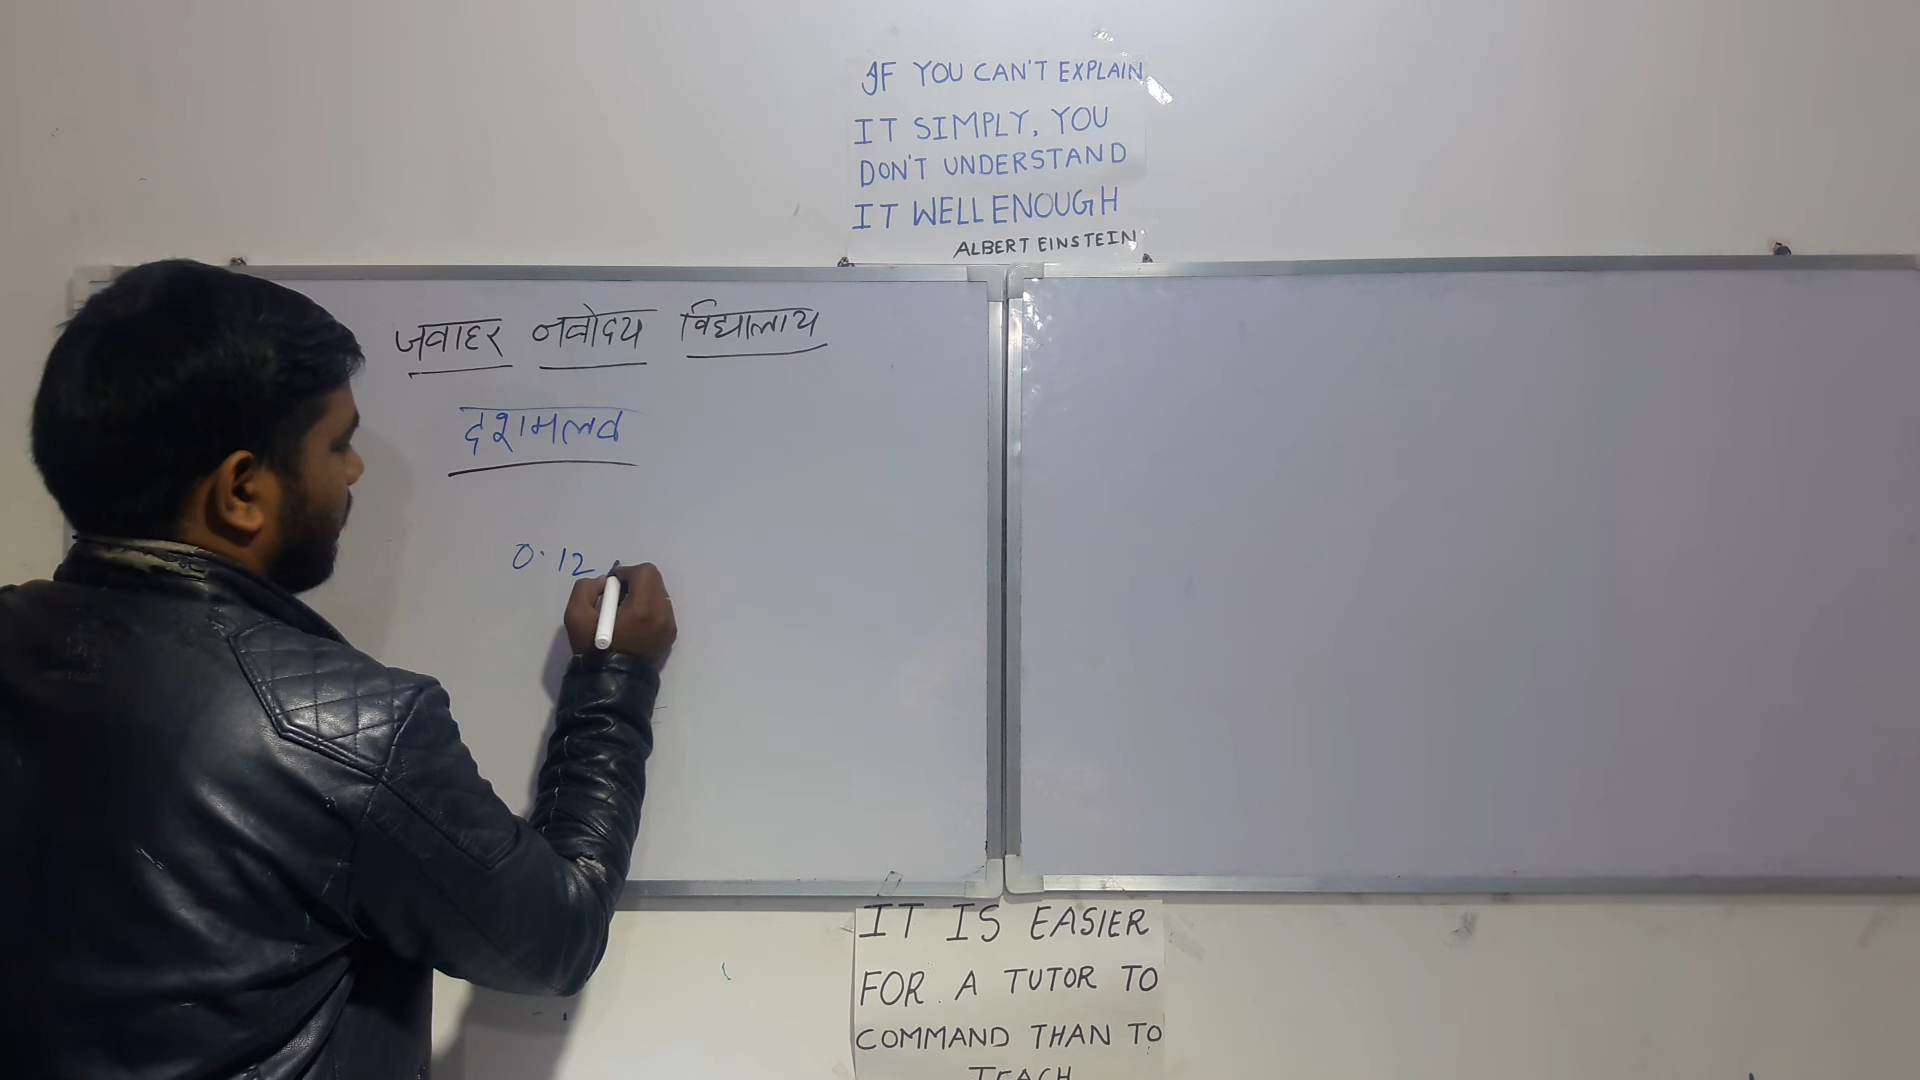 IF YOU CAN'T EXPLAIN
IT SIMPLY, YOU
DON'T UNDERSTAND
IT WELL ENOUGH
ALBERT EINSTEIN
जवाहर नवोदय विद्यालाय
दशमलव
0.12
IT IS EASIER
FOR A TUTOR TO
COMMAND THAN TO
TEACH